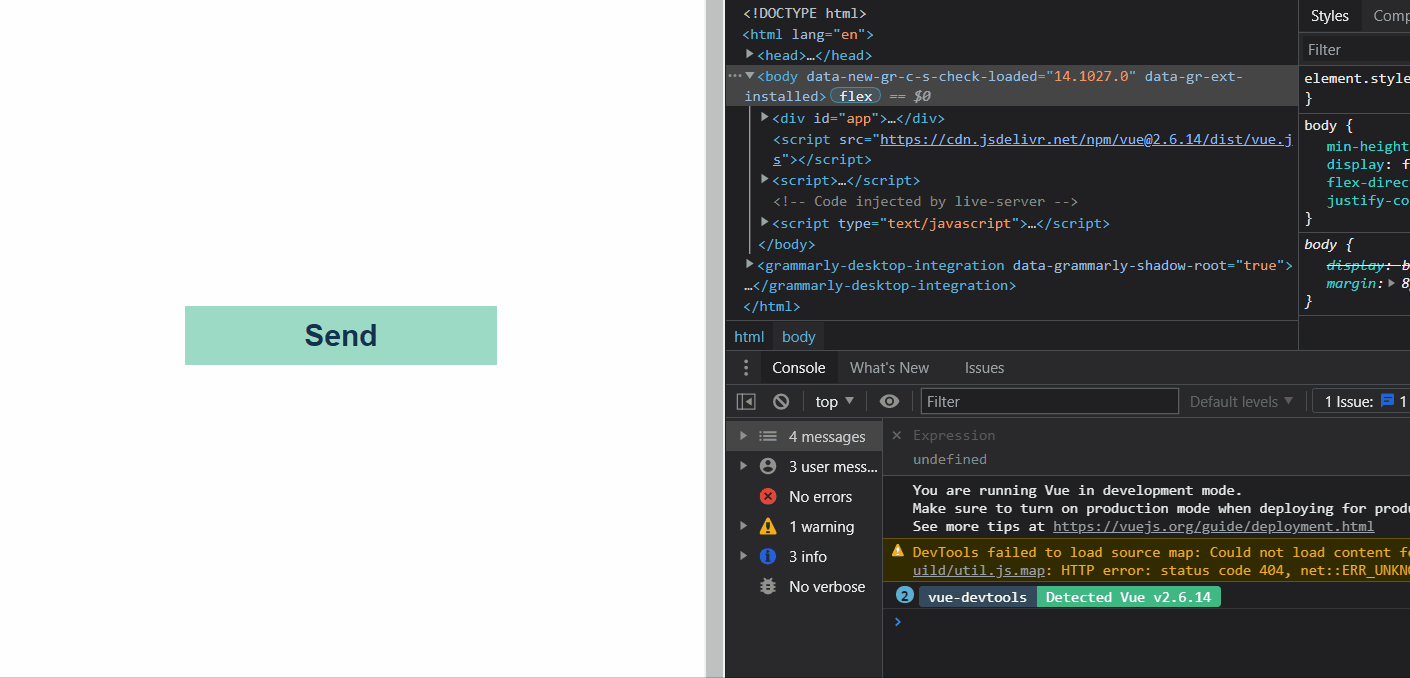 Send
<!DOCTYPE html>
<html lang="en">
<head>…</head>
<body data-new-gr-c-s-check-loaded="14.1027.0" data-gr-ext-
installed> flex == $0
<div id="app">…</div>
<script src="https://cdn.jsdelivr.net/npm/vue@2.6.14/dist/vue.j
s"></script>
<script>…</script>
<!-- Code injected by live-server -->
<script type="text/javascript">…</script>
</body>
<grammarly-desktop-integration data-grammarly-shadow-root="true">
…</grammarly-desktop-integration>
</html>
html body
Styles Comp
Filter
element.style
}
body {
min-height
display: f
flex-direc
justify-co
}
body {
display: b
margin: 8
}
Console What's New Issues
top Filter Default levels 1 Issue: 1
4 messages
3 user mess...
No errors
1 warning
3 info
No verbose
Expression
undefined
You are running Vue in development mode.
Make sure to turn on production mode when deploying for produ
See more tips at https://vuejs.org/guide/deployment.html
DevTools failed to load source map: Could not load content fo
uild/util.js.map: HTTP error: status code 404, net::ERR_UNKNO
2 vue-devtools Detected Vue v2.6.14